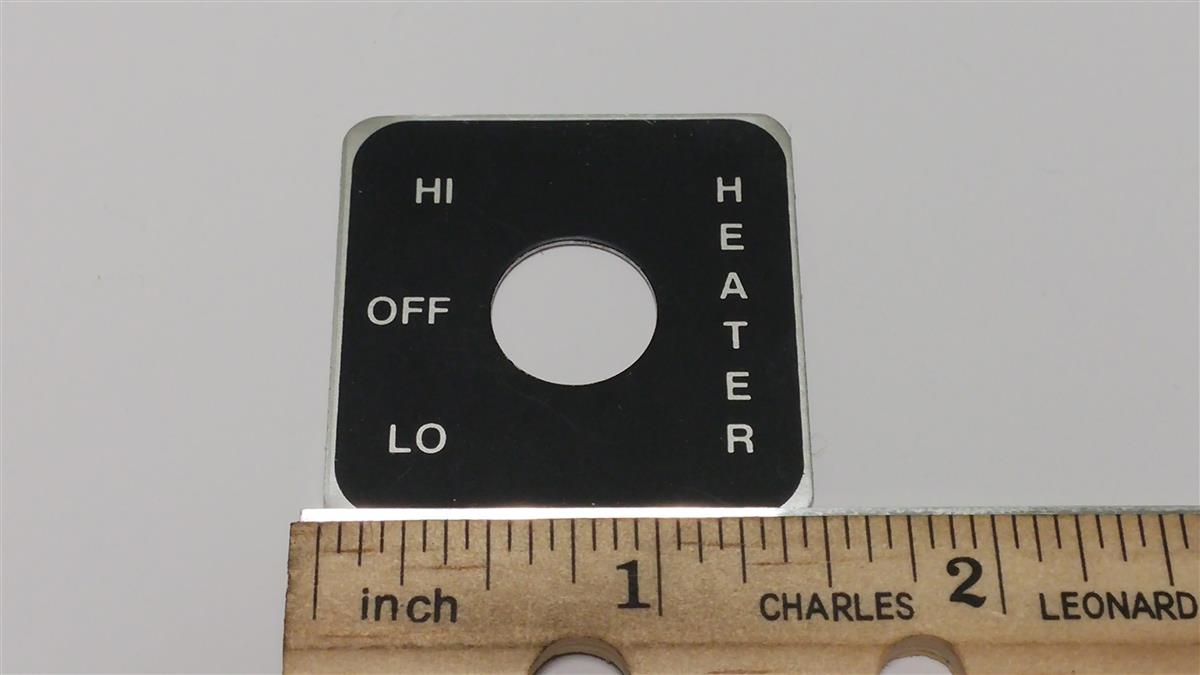 HI
OFF
LO
HEATER
1
2
inch
CHARLES LEONARD